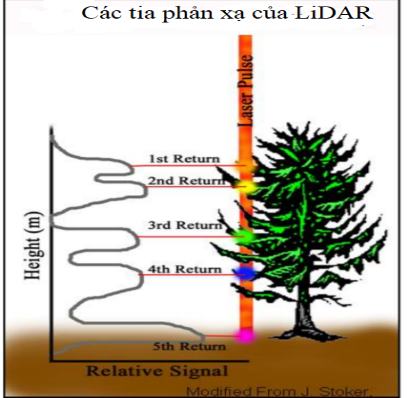 Các tia phản xạ của LiDAR
Laser Pulse
1st Return
2nd Return
3rd Return
4th Return
5th Return
Height (m)
Relative Signal
Modified From J. Stoker.